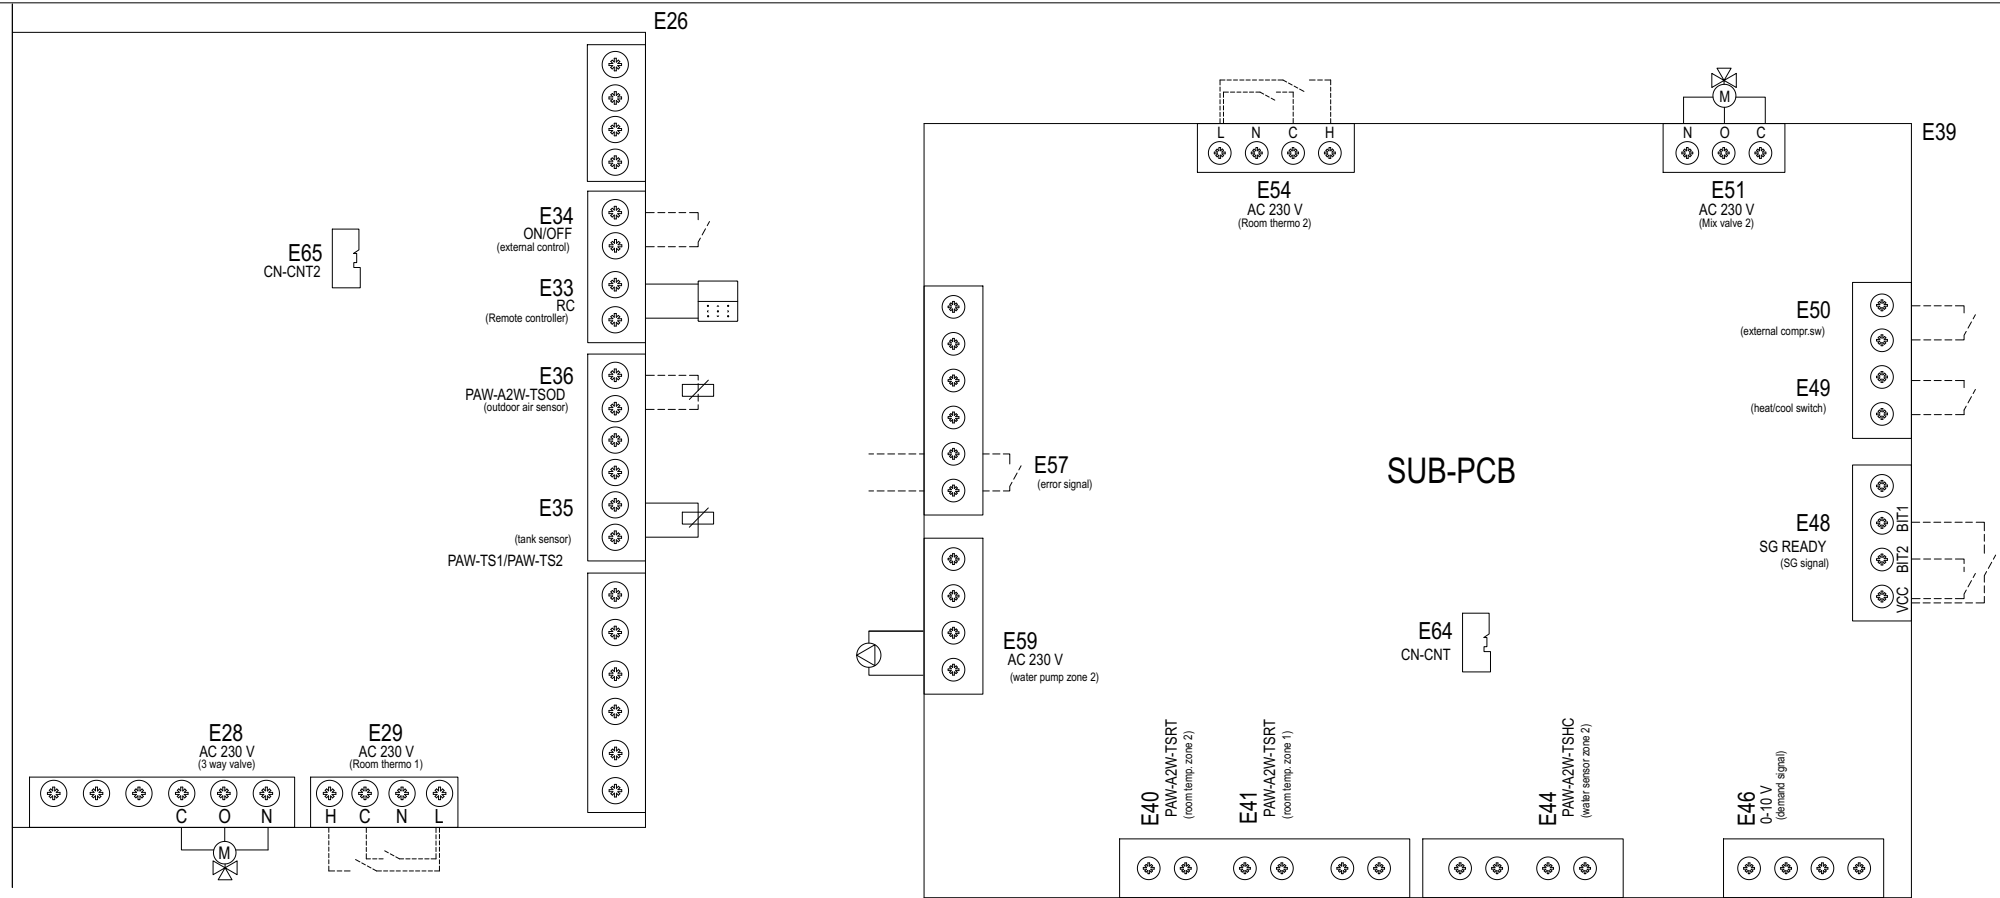 E26
E34
ON/OFF
(external control)
E65
CN-CNT2
E33
RC
(Remote controller)
E36
PAW-A2W-TSOD
(outdoor air sensor)
E35
(tank sensor)
PAW-TS1/PAW-TS2
E28
AC 230 V
(3 way valve)
C O N
M
E29
AC 230 V
(Room thermo 1)
H C N L
E39
L N C H
E54
AC 230 V
(Room thermo 2)
M
N O C
E51
AC 230 V
(Mix valve 2)
E50
(external compr.sw)
E49
(heat/cool switch)
E57
(error signal)
SUB-PCB
E48
SG READY
(SG signal)
BIT1
BIT2
VCC
E59
AC 230 V
(water pump zone 2)
E64
CN-CNT
E40
PAW-A2W-TSRT
(room temp. zone 2)
E41
PAW-A2W-TSRT
(room temp. zone 1)
E44
PAW-A2W-TSHC
(water sensor zone 2)
E46
0-10 V
(demand signal)